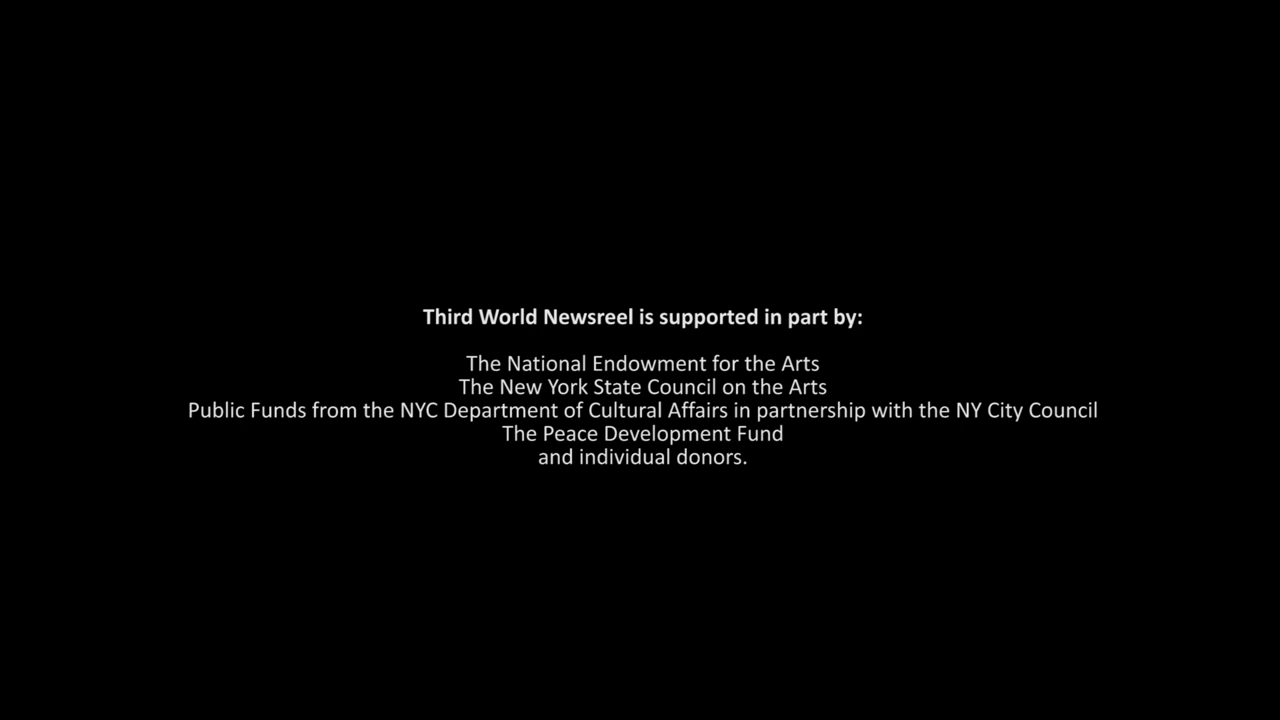 Third World Newsreel is supported in part by:
The National Endowment for the Arts
The New York State Council on the Arts
Public Funds from the NYC Department of Cultural Affairs in partnership with the NY City Council
The Peace Development Fund
and individual donors.